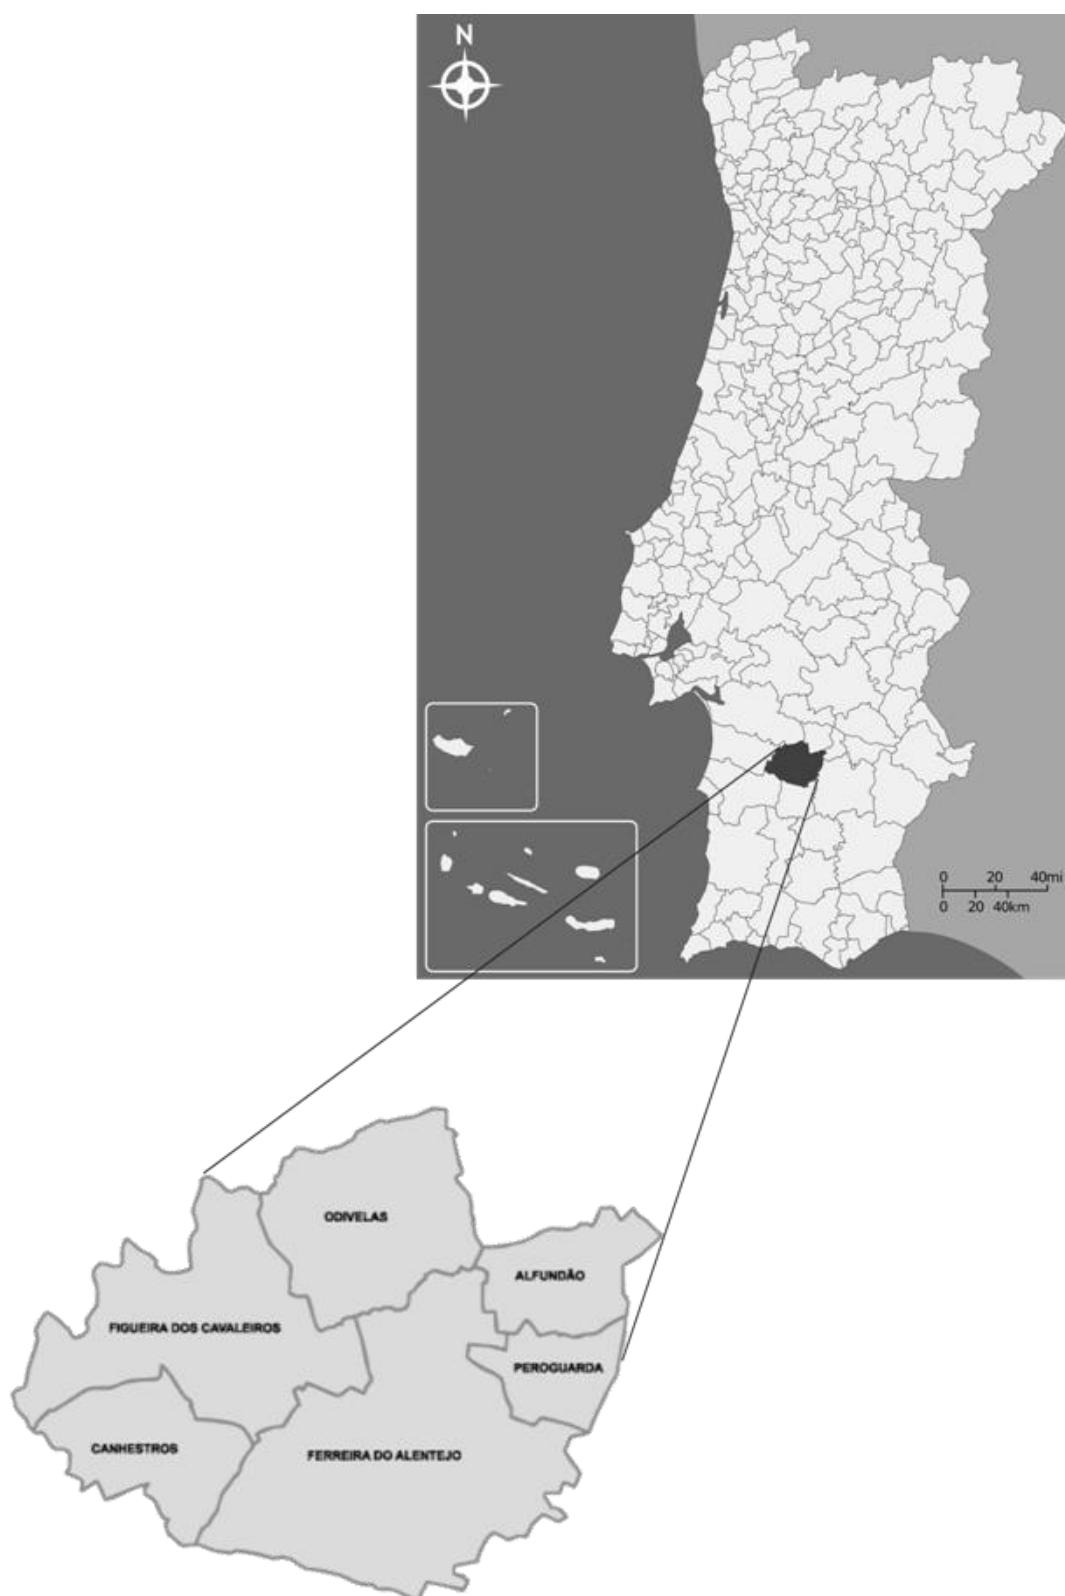 N
0 20 40mi
0 20 40km
ODIVELAS
ALFUNDÃO
FIGUEIRA DOS CAVALEIROS
PEROGUARDA
CANHESTROS
FERREIRA DO ALENTEJO